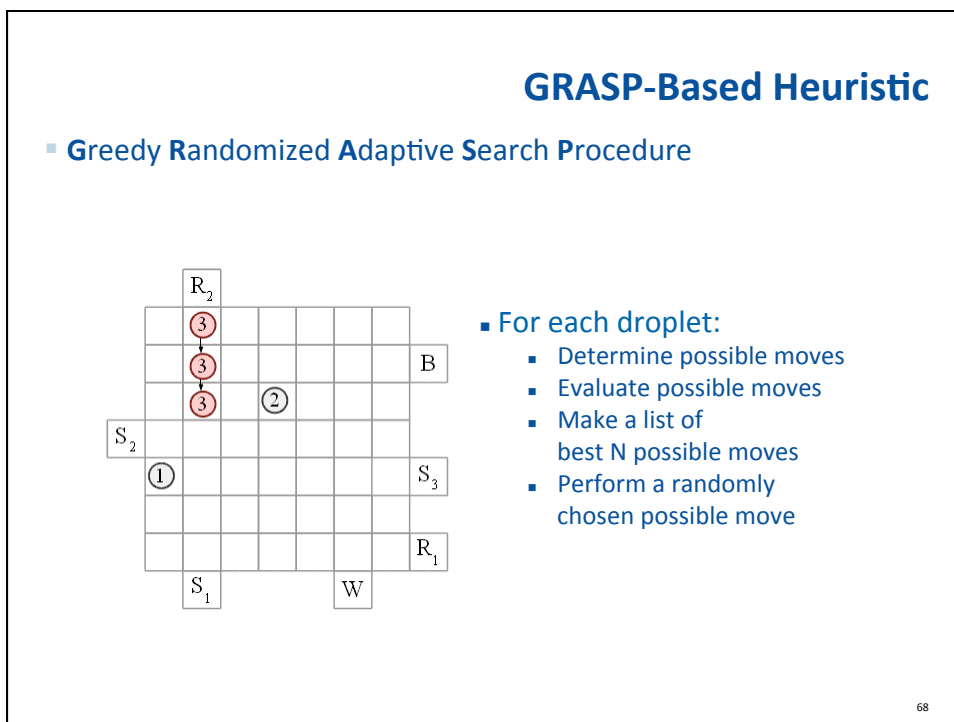 GRASP-Based Heuristic
Greedy Randomized Adaptive Search Procedure
R2
3
3
B
3
2
S2
1
S3
R1
S1
W
For each droplet:
Determine possible moves
Evaluate possible moves
Make a list of
best N possible moves
Perform a randomly
chosen possible move
68